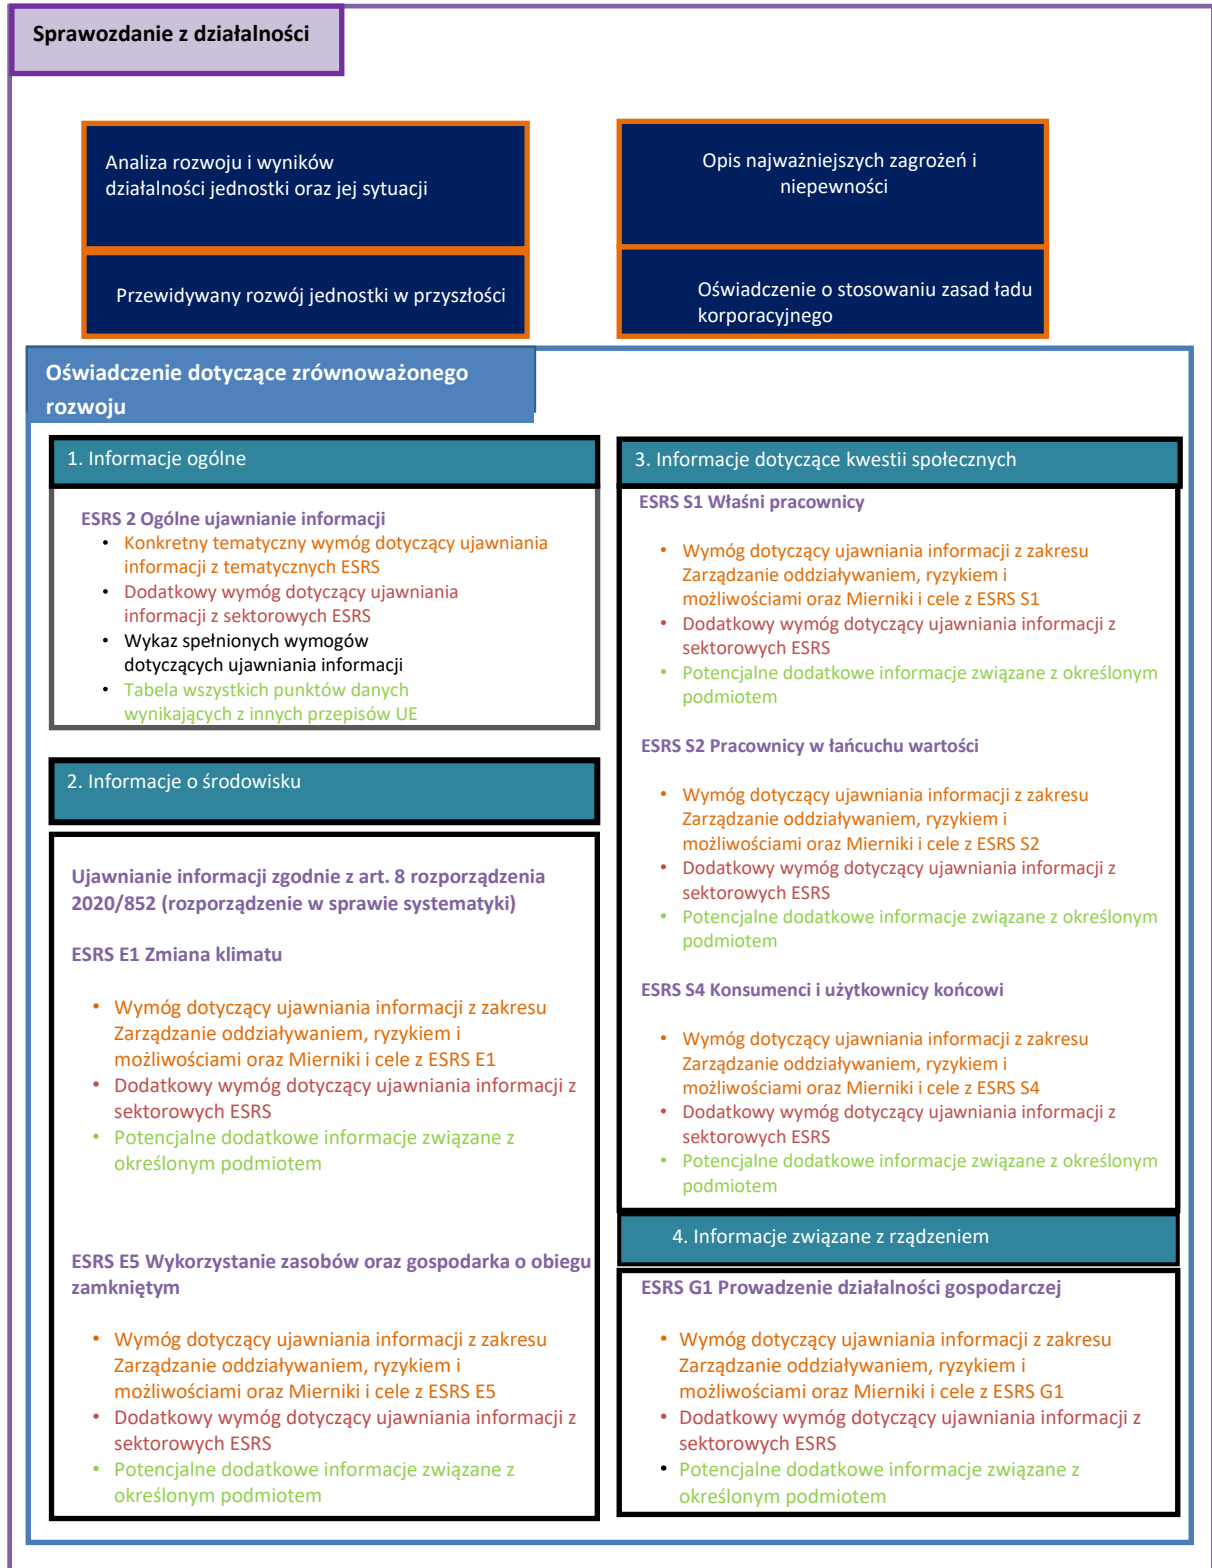 Sprawozdanie z działalności
Analiza rozwoju i wyników
działalności jednostki oraz jej sytuacji
Opis najważniejszych zagrożeń i
niepewności
Przewidywany rozwój jednostki w przyszłości
Oświadczenie o stosowaniu zasad ładu
korporacyjnego
Oświadczenie dotyczące zrównoważonego
rozwoju
1. Informacje ogólne
ESRS 2 Ogólne ujawnianie informacji
• Konkretny tematyczny wymóg dotyczący ujawniania
informacji z tematycznych ESRS
• Dodatkowy wymóg dotyczący ujawniania
informacji z sektorowych ESRS
• Wykaz spełnionych wymogów
dotyczących ujawniania informacji
• Tabela wszystkich punktów danych
wynikających z innych przepisów UE
2. Informacje o środowisku
Ujawnianie informacji zgodnie z art. 8 rozporządzenia
2020/852 (rozporządzenie w sprawie systematyki)
ESRS E1 Zmiana klimatu
• Wymóg dotyczący ujawniania informacji z zakresu
Zarządzanie oddziaływaniem, ryzykiem i
możliwościami oraz Mierniki i cele z ESRS E1
• Dodatkowy wymóg dotyczący ujawniania informacji z
sektorowych ESRS
• Potencjalne dodatkowe informacje związane z
określonym podmiotem
ESRS E5 Wykorzystanie zasobów oraz gospodarka o obiegu
zamkniętym
• Wymóg dotyczący ujawniania informacji z zakresu
Zarządzanie oddziaływaniem, ryzykiem i
możliwościami oraz Mierniki i cele z ESRS E5
• Dodatkowy wymóg dotyczący ujawniania informacji z
sektorowych ESRS
• Potencjalne dodatkowe informacje związane z
określonym podmiotem
3. Informacje dotyczące kwestii społecznych
ESRS S1 Właśni pracownicy
• Wymóg dotyczący ujawniania informacji z zakresu
Zarządzanie oddziaływaniem, ryzykiem i
możliwościami oraz Mierniki i cele z ESRS S1
• Dodatkowy wymóg dotyczący ujawniania informacji z
sektorowych ESRS
• Potencjalne dodatkowe informacje związane z określonym
podmiotem
ESRS S2 Pracownicy w łańcuchu wartości
• Wymóg dotyczący ujawniania informacji z zakresu
Zarządzanie oddziaływaniem, ryzykiem i
możliwościami oraz Mierniki i cele z ESRS S2
• Dodatkowy wymóg dotyczący ujawniania informacji z
sektorowych ESRS
• Potencjalne dodatkowe informacje związane z określonym
podmiotem
ESRS S4 Konsumenci i użytkownicy końcowi
• Wymóg dotyczący ujawniania informacji z zakresu
Zarządzanie oddziaływaniem, ryzykiem i
możliwościami oraz Mierniki i cele z ESRS S4
• Dodatkowy wymóg dotyczący ujawniania informacji z
sektorowych ESRS
• Potencjalne dodatkowe informacje związane z określonym
podmiotem
4. Informacje związane z rządzeniem
ESRS G1 Prowadzenie działalności gospodarczej
• Wymóg dotyczący ujawniania informacji z zakresu
Zarządzanie oddziaływaniem, ryzykiem i
możliwościami oraz Mierniki i cele z ESRS G1
• Dodatkowy wymóg dotyczący ujawniania informacji z
sektorowych ESRS
• Potencjalne dodatkowe informacje związane z
określonym podmiotem